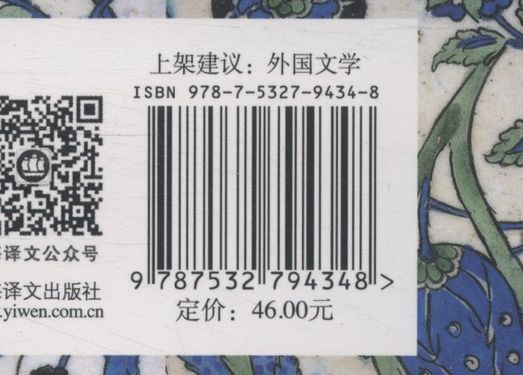 上架建议：外国文学
ISBN 978-7-5327-9434-8
9 787532 794348 >
定价：46.00元
译文公众号
译文出版社
.yiwen.com.cn